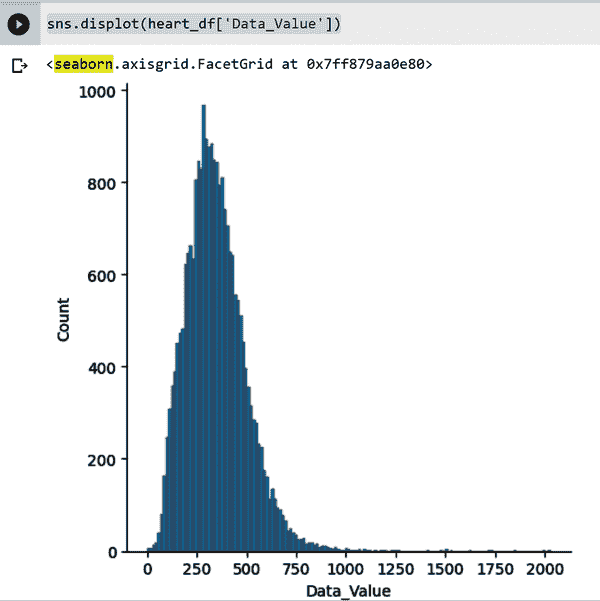 sns.displot(heart_df['Data_Value'])
<seaborn.axisgrid.FacetGrid at 0x7ff879aa0e80>
1000
800
600
400
200
0
Count
0 250 500 750 1000 1250 1500 1750 2000
Data_Value